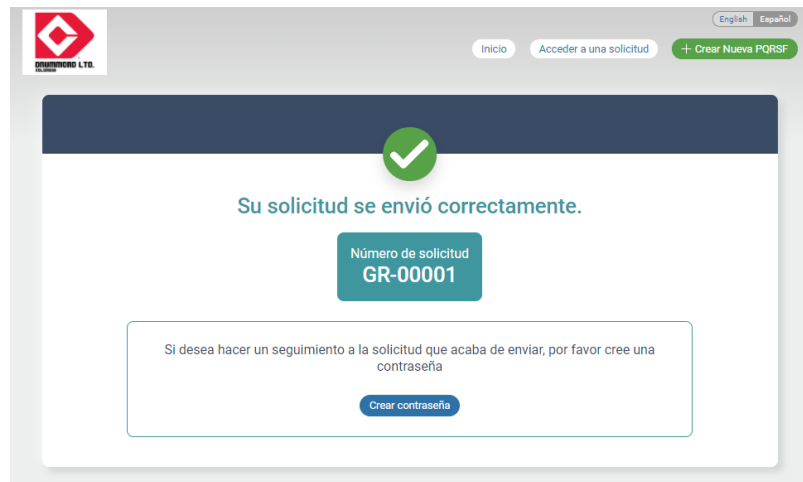 English Español
DRUMMOND LTD.
COLOMBIA
Inicio Acceder a una solicitud + Crear Nueva PQRSF
Su solicitud se envió correctamente.
Número de solicitud
GR-00001
Si desea hacer un seguimiento a la solicitud que acaba de enviar, por favor cree una
contraseña
Crear contraseña